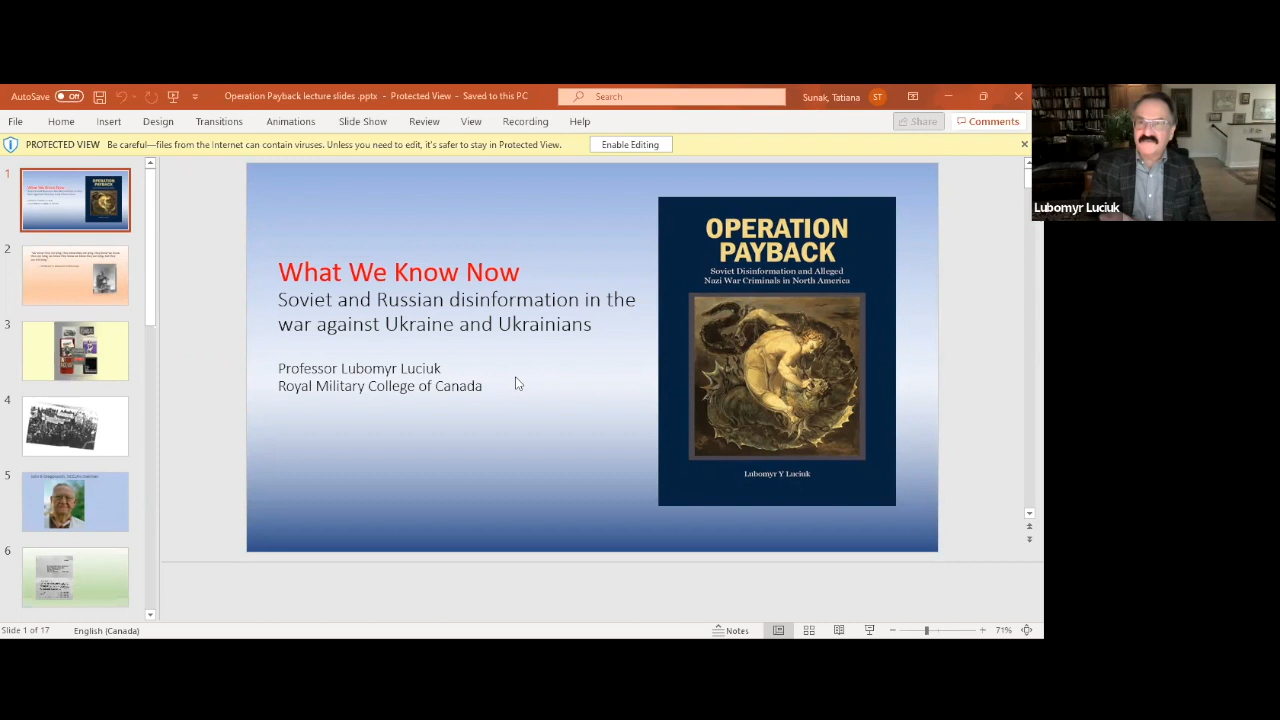 AutoSave
Off
Operation Payback lecture slides .pptx - Protected View - Saved to this PC
Search
Sunak, Tatiana
ST
File
Home
Insert
Design
Transitions
Animations
Slide Show
Review
View
Recording
Help
Share
Comments
PROTECTED VIEW Be careful—files from the Internet can contain viruses. Unless you need to edit, it's safer to stay in Protected View.
Enable Editing
1
2
3
4
5
6
What We Know Now
Soviet and Russian disinformation in the
war against Ukraine and Ukrainians
Professor Lubomyr Luciuk
Royal Military College of Canada
OPERATION
PAYBACK
Soviet Disinformation and Alleged
Nazi War Criminals in North America
Lubomyr Y Luciuk
Lubomyr Luciuk
Slide 1 of 17
English (Canada)
Notes
71%